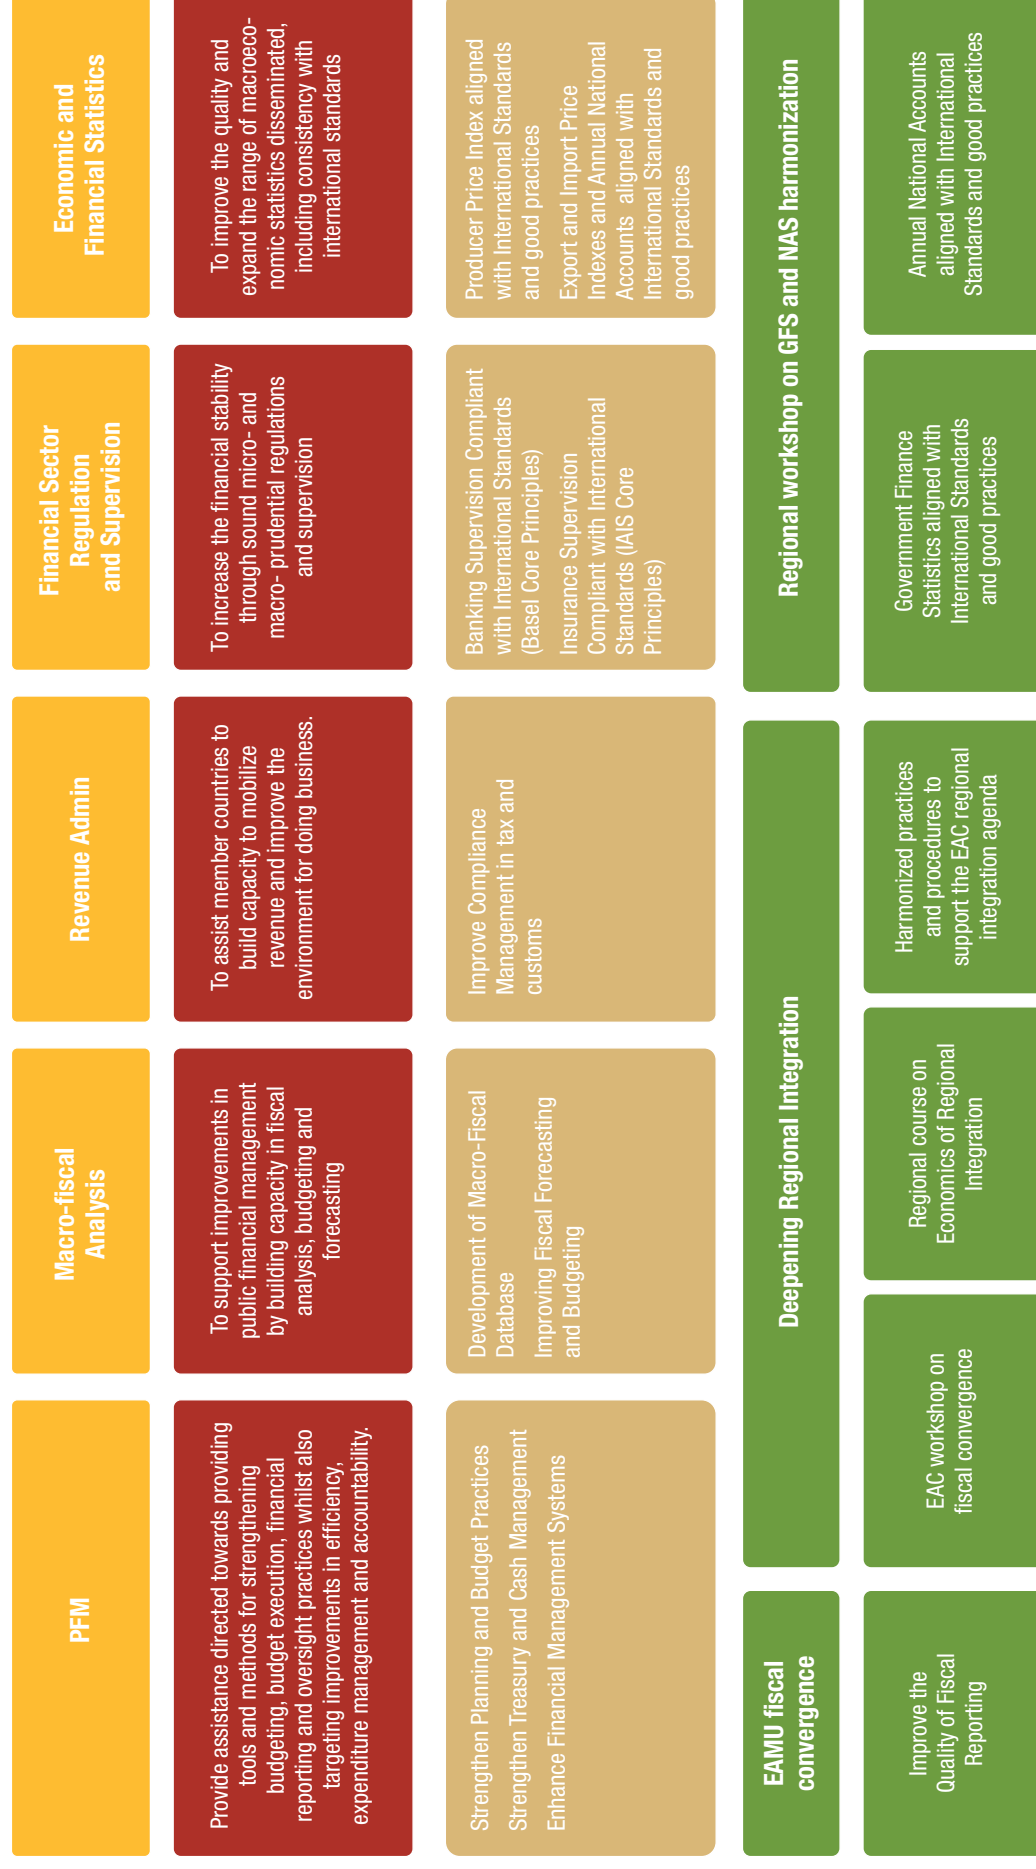 PFM
Macro-fiscal
Analysis
Revenue Admin
Financial Sector
Regulation
and Supervision
Economic and
Financial Statistics
Provide assistance directed towards providing
tools and methods for strengthening
budgeting, budget execution, financial
reporting and oversight practices whilst also
targeting improvements in efficiency,
expenditure management and accountability.
To support improvements in
public financial management
by building capacity in fiscal
analysis, budgeting and
forecasting
To assist member countries to
build capacity to mobilize
revenue and improve the
environment for doing business.
To increase the financial stability
through sound micro- and
macro- prudential regulations
and supervision
To improve the quality and
expand the range of macroeco-
nomic statistics disseminated,
including consistency with
international standards
Strengthen Planning and Budget Practices
Strengthen Treasury and Cash Management
Enhance Financial Management Systems
Development of Macro-Fiscal
Database
Improving Fiscal Forecasting
and Budgeting
Improve Compliance
Management in tax and
customs
Banking Supervision Compliant
with International Standards
(Basel Core Principles)
Insurance Supervision
Compliant with International
Standards (IAIS Core
Principles)
Producer Price Index aligned
with International Standards
and good practices
Export and Import Price
Indexes and Annual National
Accounts aligned with
International Standards and
good practices
EAMU fiscal
convergence
Deepening Regional Integration
Regional workshop on GFS and NAS harmonization
Improve the
Quality of Fiscal
Reporting
EAC workshop on
fiscal convergence
Regional course on
Economics of Regional
Integration
Harmonized practices
and procedures to
support the EAC regional
integration agenda
Government Finance
Statistics aligned with
International Standards
and good practices
Annual National Accounts
aligned with International
Standards and good practices